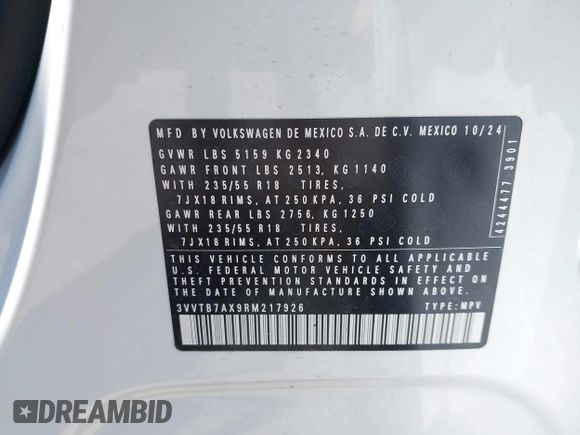 MFD BY VOLKSWAGEN DE MEXICO S.A. DE C.V. MEXICO 10/24
GVWR LBS 5159 KG 2340
GAWR FRONT LBS 2513, KG 1140
WITH 235/55 R18 TIRES,
7JX18 RIMS, AT 250 KPA, 36 PSI COLD
GAWR REAR LBS 2756, KG 1250
WITH 235/55 R18 TIRES,
7JX18 RIMS, AT 250 KPA, 36 PSI COLD
THIS VEHICLE CONFORMS TO ALL APPLICABLE
U.S. FEDERAL MOTOR VEHICLE SAFETY AND
THEFT PREVENTION STANDARDS IN EFFECT ON
THE DATE OF MANUFACTURE SHOWN ABOVE.
3VVTB7AX9RM217926 TYPE: MPV
4244477 3901
DREAMBID